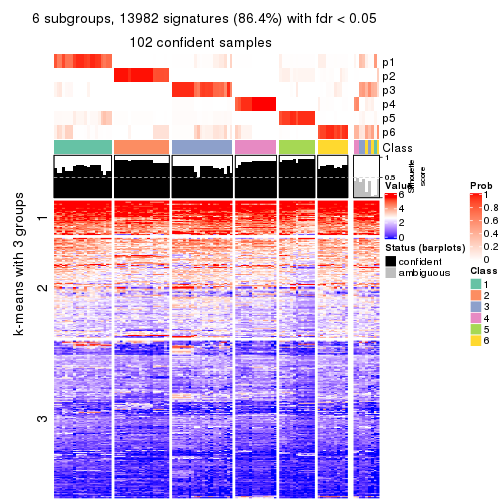 6 subgroups, 13982 signatures (86.4%) with fdr < 0.05
102 confident samples
p1
p2
p3
p4
p5
p6
Class
1
0.5
0
Silhouette
score
k-means with 3 groups
1
2
3
Value
6
4
2
0
Status (barplots)
confident
ambiguous
Prob
1
0.8
0.6
0.4
0.2
0
Class
1
2
3
4
5
6